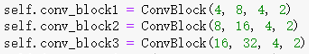 self.conv_block1 = ConvBlock(4, 8, 4, 2)
self.conv_block2 = ConvBlock(8, 16, 4, 2)
self.conv_block3 = ConvBlock(16, 32, 4, 2)